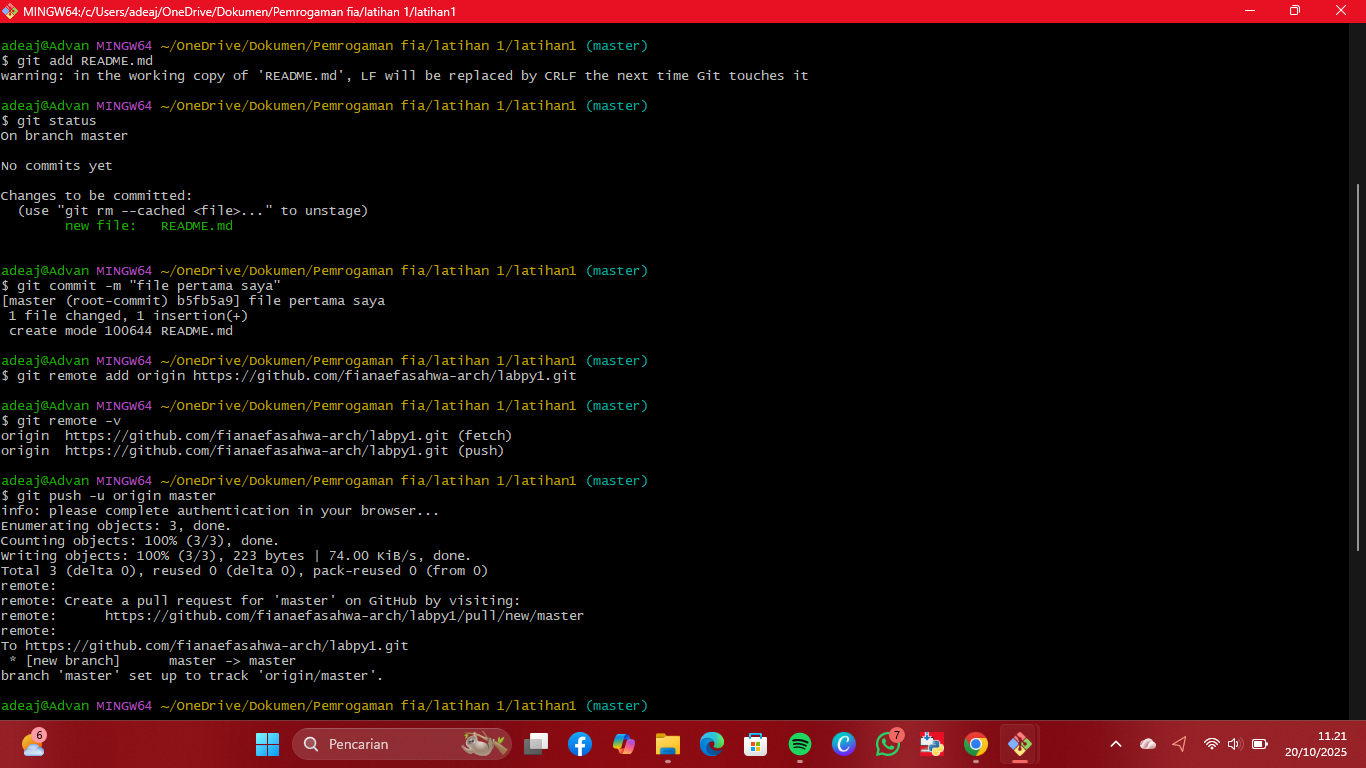 MINGW64:/c/Users/adeaj/OneDrive/Dokumen/Pemrogaman fia/latihan 1/latihan1
adeaj@Advan MINGW64 ~/OneDrive/Dokumen/Pemrogaman fia/latihan 1/latihan1 (master)
$ git add README.md
warning: in the working copy of 'README.md', LF will be replaced by CRLF the next time Git touches it
adeaj@Advan MINGW64 ~/OneDrive/Dokumen/Pemrogaman fia/latihan 1/latihan1 (master)
$ git status
On branch master
No commits yet
Changes to be committed:
  (use "git rm --cached <file>..." to unstage)
        new file:   README.md
adeaj@Advan MINGW64 ~/OneDrive/Dokumen/Pemrogaman fia/latihan 1/latihan1 (master)
$ git commit -m "file pertama saya"
[master (root-commit) b5fb5a9] file pertama saya
 1 file changed, 1 insertion(+)
 create mode 100644 README.md
adeaj@Advan MINGW64 ~/OneDrive/Dokumen/Pemrogaman fia/latihan 1/latihan1 (master)
$ git remote add origin https://github.com/fianaefasahwa-arch/labpy1.git
adeaj@Advan MINGW64 ~/OneDrive/Dokumen/Pemrogaman fia/latihan 1/latihan1 (master)
$ git remote -v
origin  https://github.com/fianaefasahwa-arch/labpy1.git (fetch)
origin  https://github.com/fianaefasahwa-arch/labpy1.git (push)
adeaj@Advan MINGW64 ~/OneDrive/Dokumen/Pemrogaman fia/latihan 1/latihan1 (master)
$ git push -u origin master
info: please complete authentication in your browser...
Enumerating objects: 3, done.
Counting objects: 100% (3/3), done.
Writing objects: 100% (3/3), 223 bytes | 74.00 KiB/s, done.
Total 3 (delta 0), reused 0 (delta 0), pack-reused 0 (from 0)
remote:
remote: Create a pull request for 'master' on GitHub by visiting:
remote:      https://github.com/fianaefasahwa-arch/labpy1/pull/new/master
remote:
To https://github.com/fianaefasahwa-arch/labpy1.git
 * [new branch]      master -> master
branch 'master' set up to track 'origin/master'.
adeaj@Advan MINGW64 ~/OneDrive/Dokumen/Pemrogaman fia/latihan 1/latihan1 (master)
6
Pencarian
7
11.21
20/10/2025